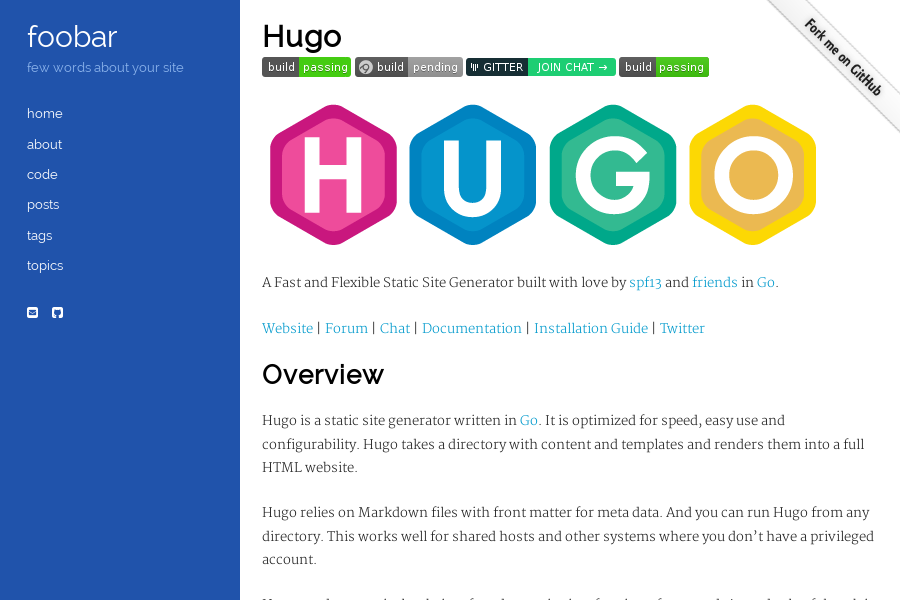 foobar
few words about your site
home
about
code
posts
tags
topics
Hugo
build passing build pending GITTER JOIN CHAT → build passing
Fork me on GitHub
H U G O
A Fast and Flexible Static Site Generator built with love by spf13 and friends in Go.
Website | Forum | Chat | Documentation | Installation Guide | Twitter
Overview
Hugo is a static site generator written in Go. It is optimized for speed, easy use and
configurability. Hugo takes a directory with content and templates and renders them into a full
HTML website.
Hugo relies on Markdown files with front matter for meta data. And you can run Hugo from any
directory. This works well for shared hosts and other systems where you don’t have a privileged
account.